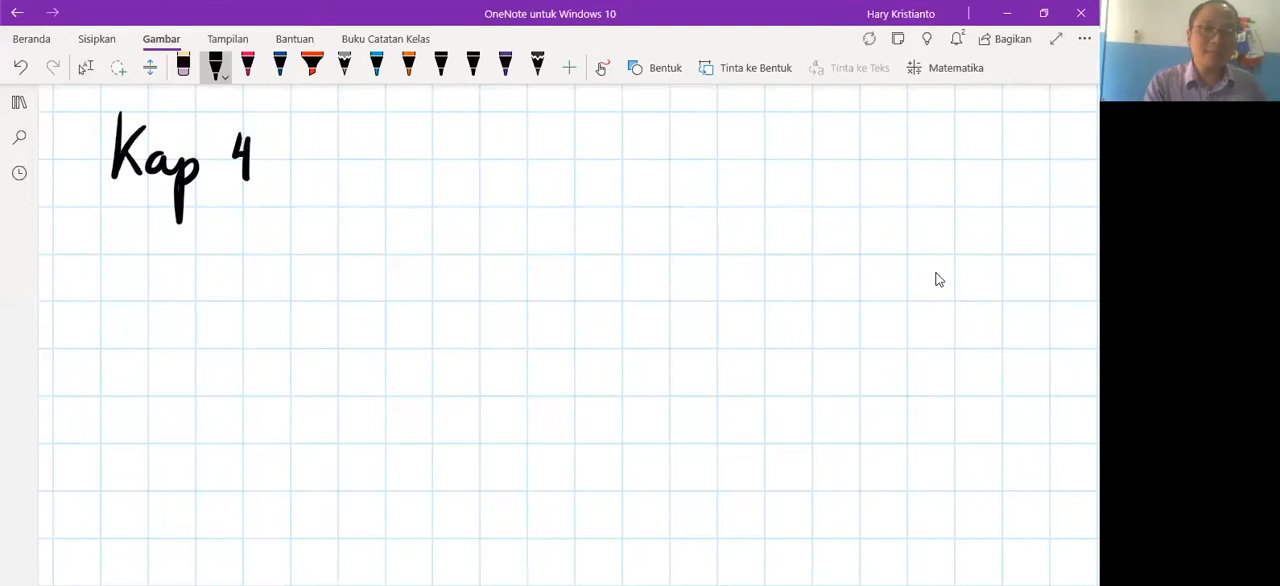 OneNote untuk Windows 10
Hary Kristianto
Beranda Sisipkan Gambar Tampilan Bantuan Buku Catatan Kelas
2
Bagikan
Bentuk Tinta ke Bentuk Tinta ke Teks Matematika
Kap 4